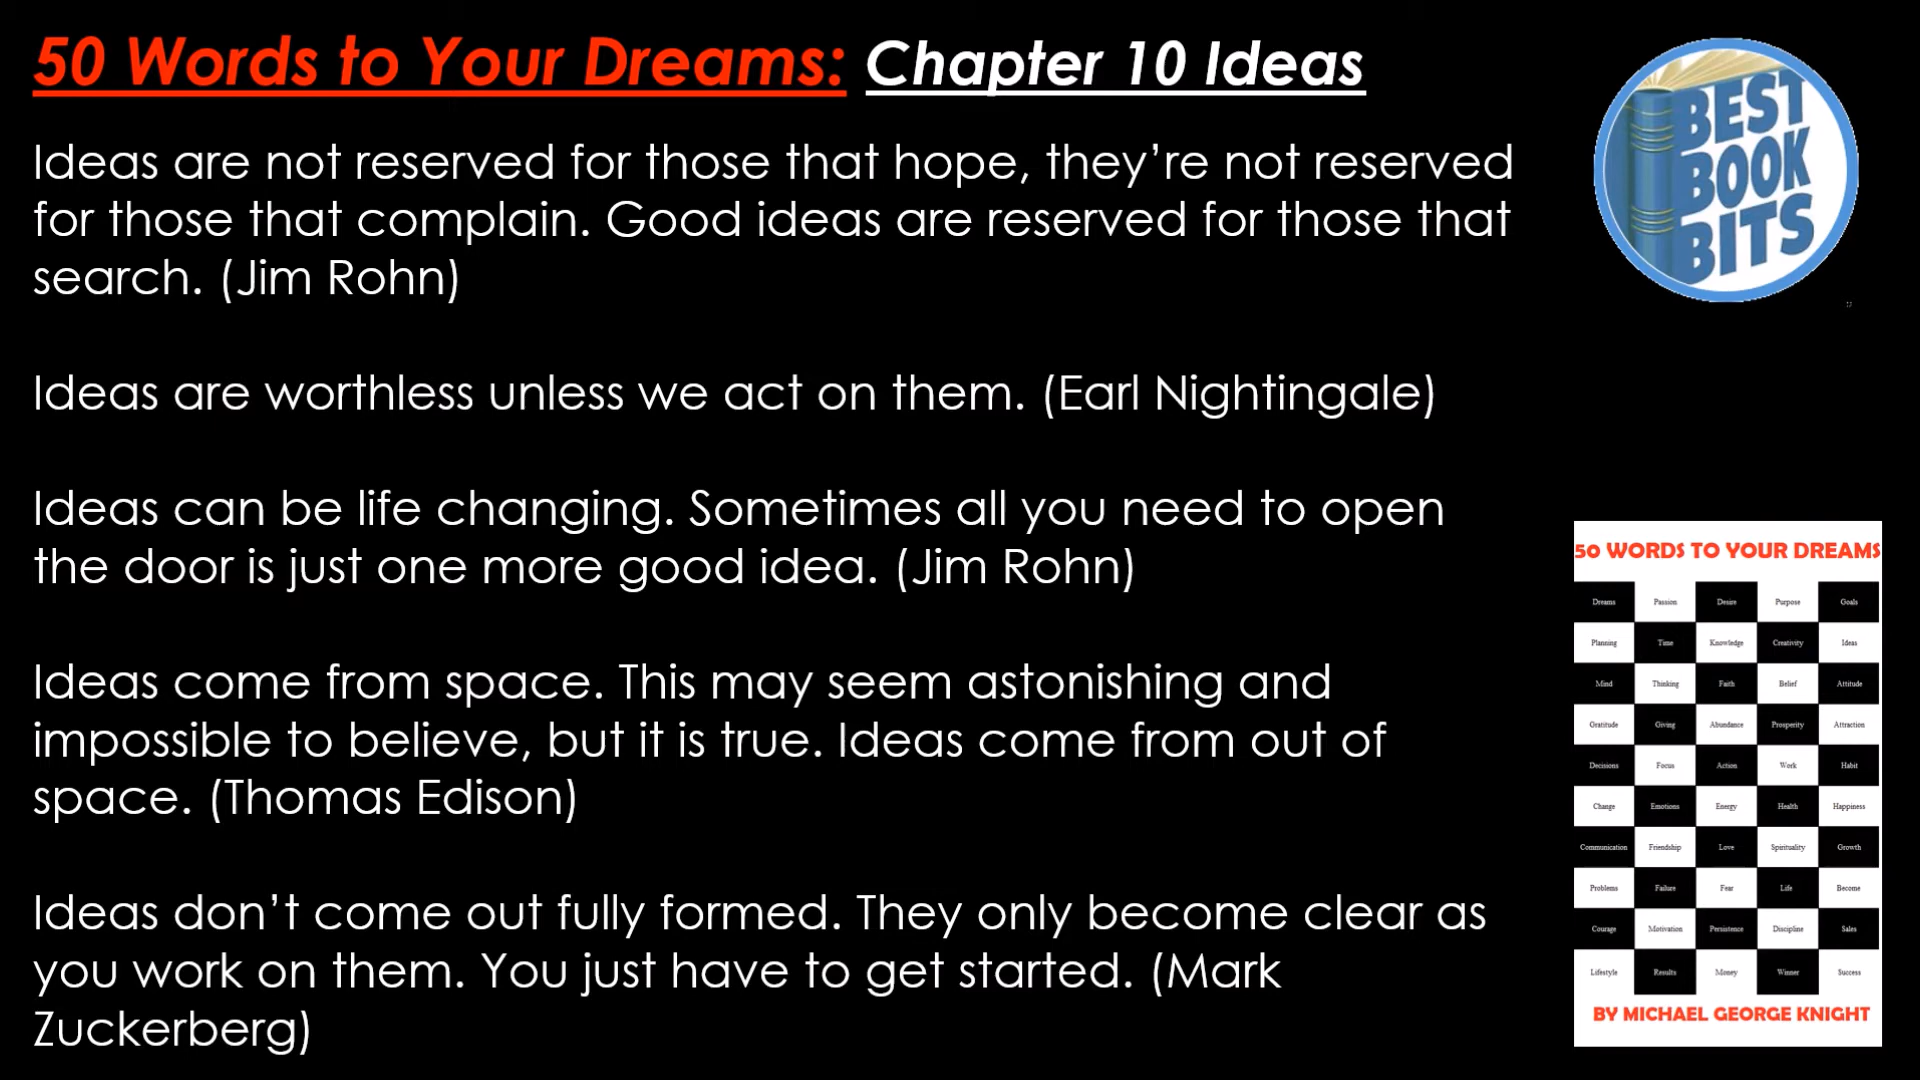 50 Words to Your Dreams: Chapter 10 Ideas
Ideas are not reserved for those that hope, they’re not reserved
for those that complain. Good ideas are reserved for those that
search. (Jim Rohn)
Ideas are worthless unless we act on them. (Earl Nightingale)
Ideas can be life changing. Sometimes all you need to open
the door is just one more good idea. (Jim Rohn)
Ideas come from space. This may seem astonishing and
impossible to believe, but it is true. Ideas come from out of
space. (Thomas Edison)
Ideas don’t come out fully formed. They only become clear as
you work on them. You just have to get started. (Mark
Zuckerberg)
BEST
BOOK
BITS
50 WORDS TO YOUR DREAMS
Dreams Passion Desire Purpose Goals
Planning Time Knowledge Creativity Ideas
Mind Thinking Faith Belief Attitude
Gratitude Giving Abundance Prosperity Attraction
Decisions Focus Action Work Habit
Change Emotions Energy Health Happiness
Communication Friendship Love Spirituality Growth
Problems Failure Fear Life Become
Courage Motivation Persistence Discipline Sales
Lifestyle Results Money Winner Success
BY MICHAEL GEORGE KNIGHT